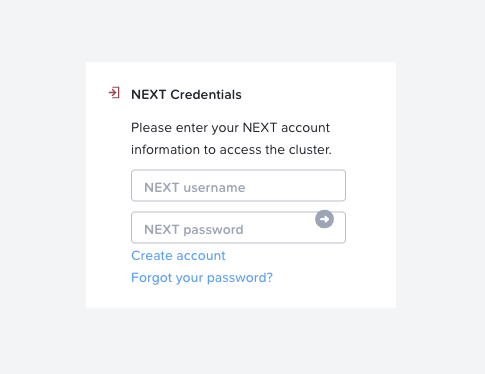 NEXT Credentials
Please enter your NEXT account
information to access the cluster.
NEXT username
NEXT password
Create account
Forgot your password?